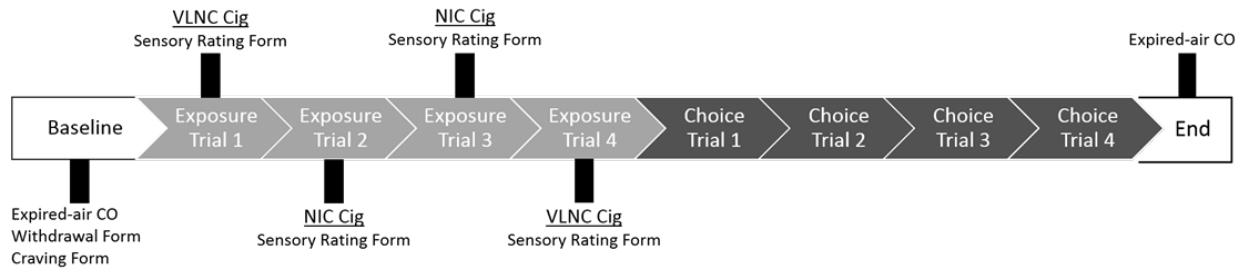 VLNC Cig
Sensory Rating Form
NIC Cig
Sensory Rating Form
Expired-air CO
Baseline
Exposure
Trial 1
Exposure
Trial 2
Exposure
Trial 3
Exposure
Trial 4
Choice
Trial 1
Choice
Trial 2
Choice
Trial 3
Choice
Trial 4
End
Expired-air CO
Withdrawal Form
Craving Form
NIC Cig
Sensory Rating Form
VLNC Cig
Sensory Rating Form